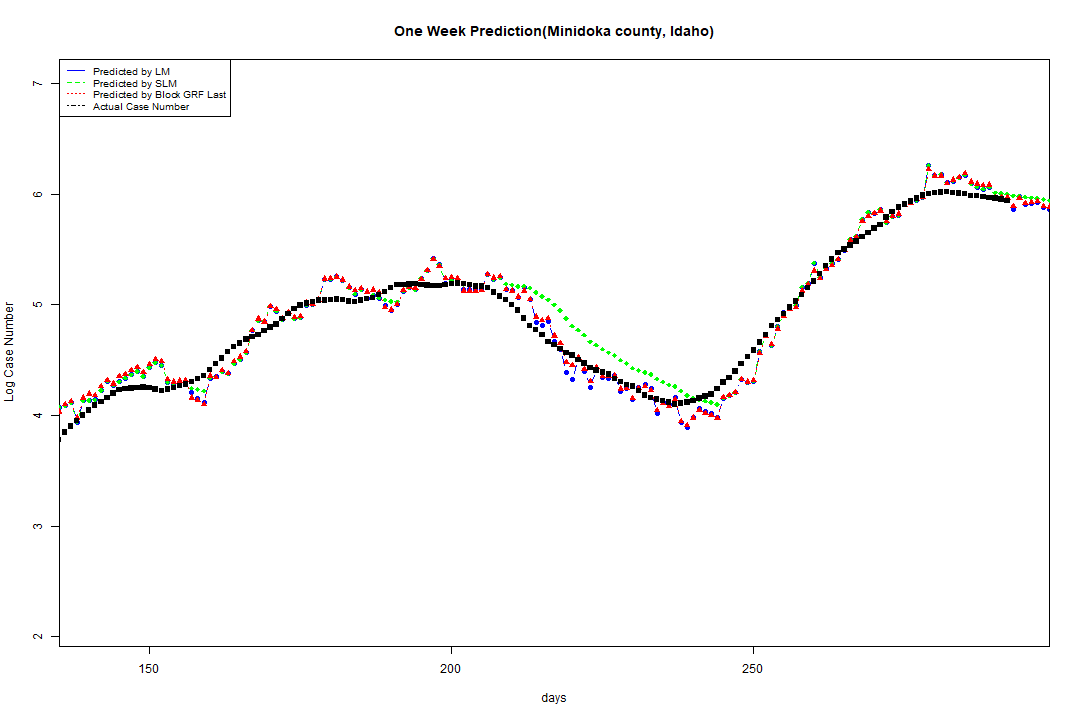 One Week Prediction(Minidoka county, Idaho)
Predicted by LM
Predicted by SLM
Predicted by Block GRF Last
Actual Case Number
7
6
5
4
3
2
Log Case Number
150 200 250
days